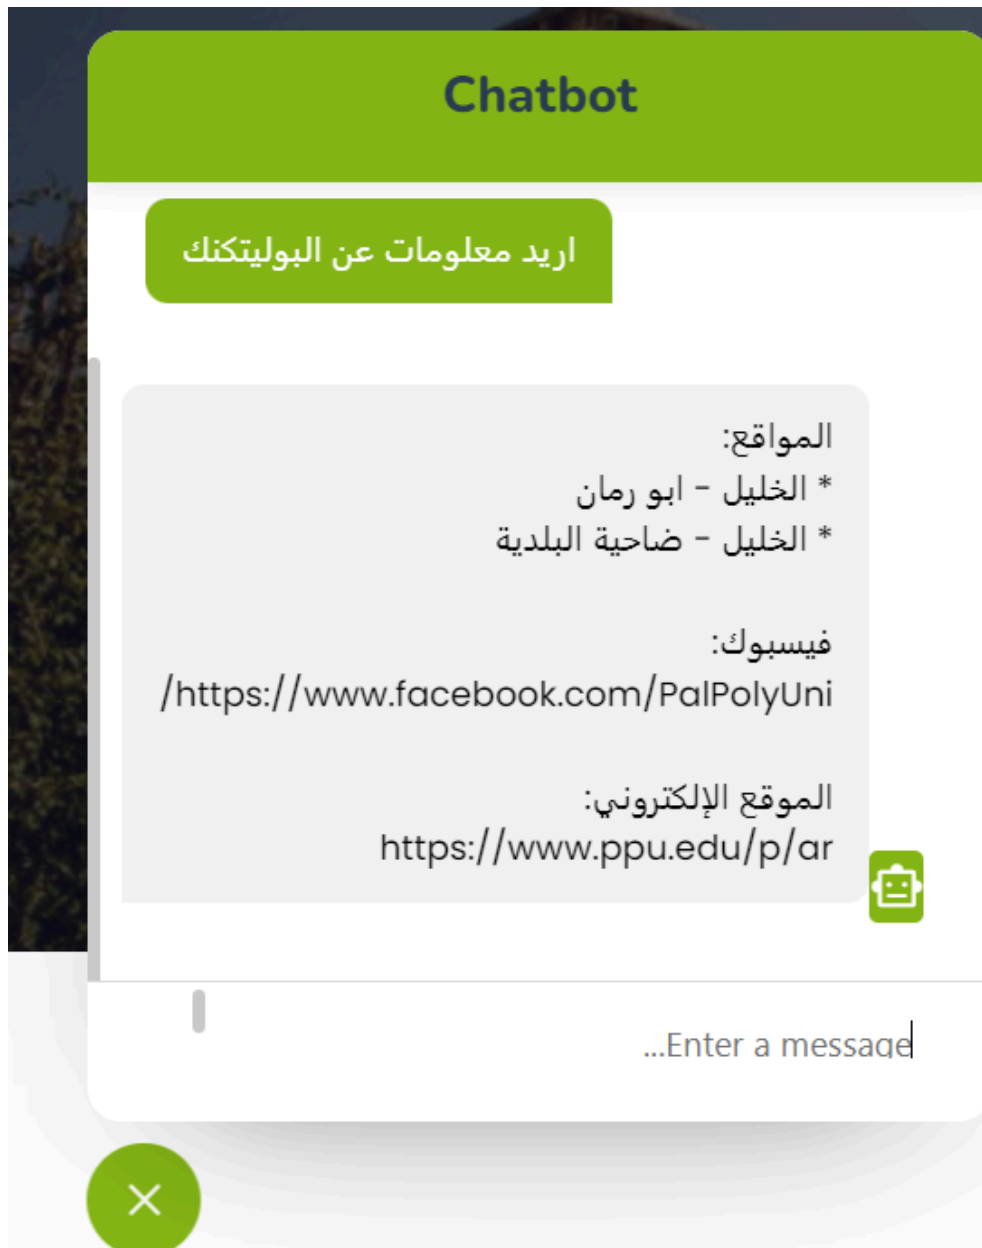 Chatbot
اريد معلومات عن البوليتكنك
المواقع:
* الخليل - ابو رمان
* الخليل - ضاحية البلدية
فيسبوك:
/https://www.facebook.com/PalPolyUni
الموقع الإلكتروني:
https://www.ppu.edu/p/ar
...Enter a message